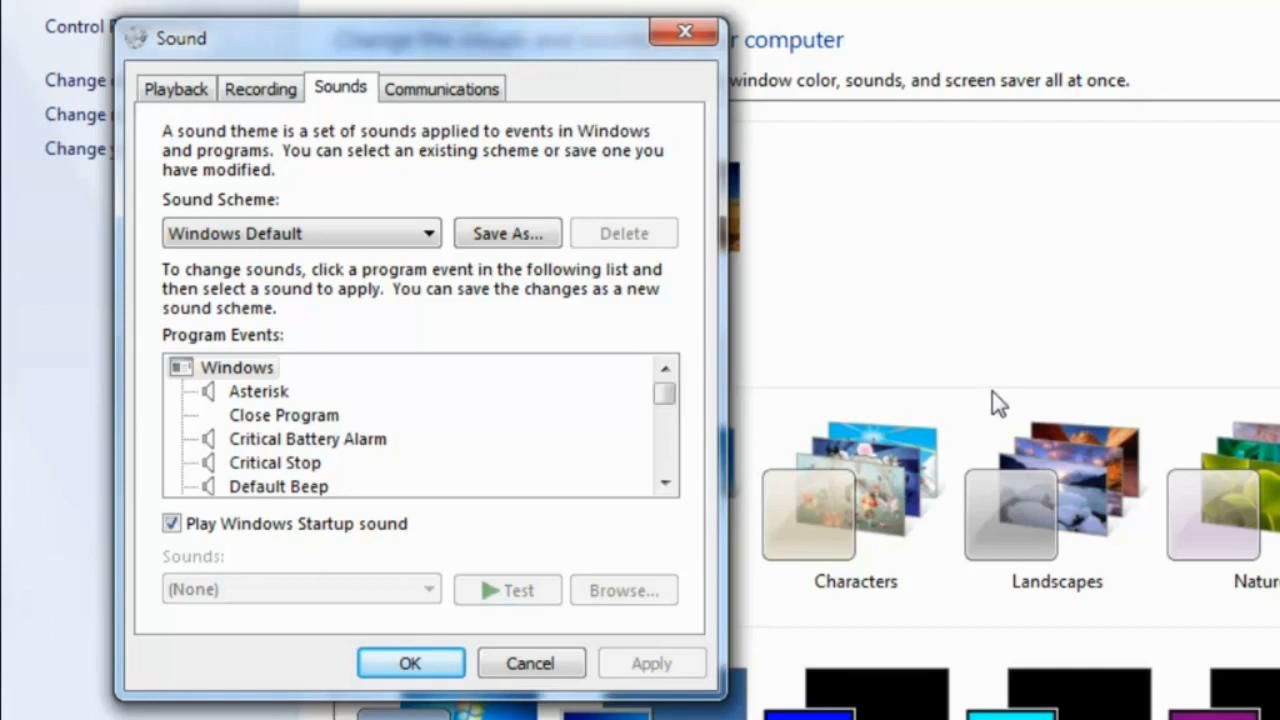 Control
Sound
r computer
Change
window color, sounds, and screen saver all at once.
Playback Recording Sounds Communications
Change
Change
A sound theme is a set of sounds applied to events in Windows
and programs. You can select an existing scheme or save one you
have modified.
Sound Scheme:
Windows Default Save As... Delete
To change sounds, click a program event in the following list and
then select a sound to apply. You can save the changes as a new
sound scheme.
Program Events:
Windows
Asterisk
Close Program
Critical Battery Alarm
Critical Stop
Default Beep
Play Windows Startup sound
Sounds:
(None) Test Browse...
Characters Landscapes Natur
OK Cancel Apply